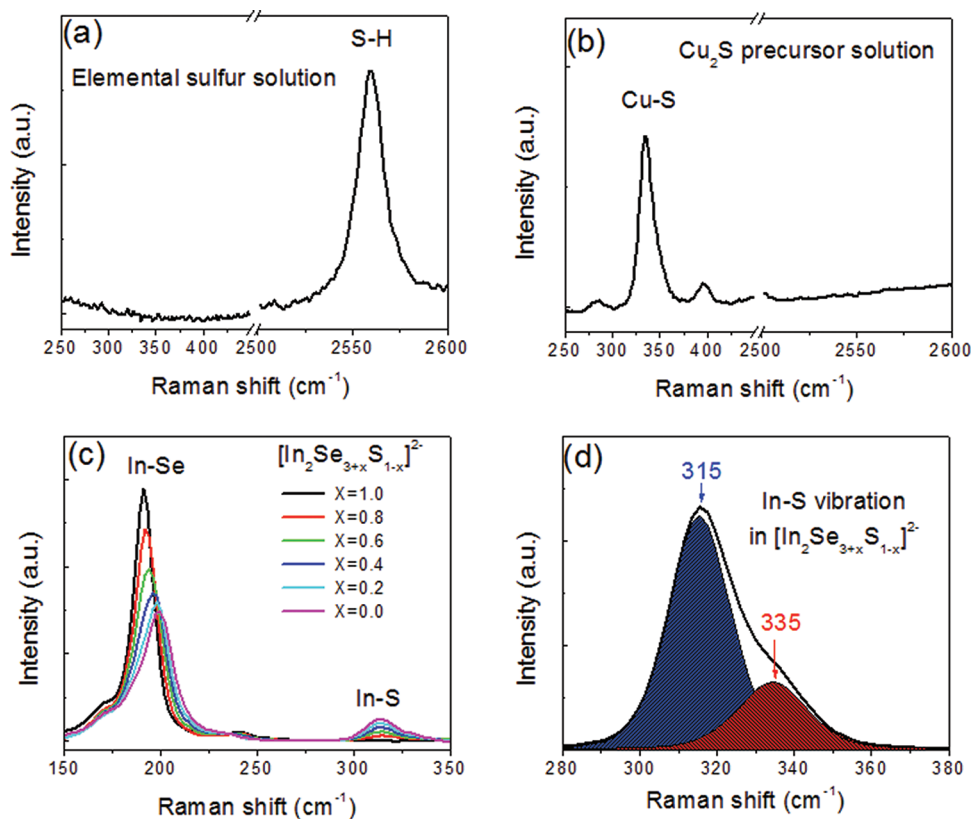 (a)
S-H
Elemental sulfur solution
Intensity (a.u.)
250 300 350 400 2500 2550 2600
Raman shift (cm⁻¹)
(b)
Cu₂S precursor solution
Cu-S
Intensity (a.u.)
250 300 350 400 2500 2550 2600
Raman shift (cm⁻¹)
(c)
In-Se
[In₂Se₃₊ₓS₁₋ₓ]²⁻
X=1.0
X=0.8
X=0.6
X=0.4
X=0.2
X=0.0
In-S
Intensity (a.u.)
150 200 250 300 350
Raman shift (cm⁻¹)
(d)
315
In-S vibration
in [In₂Se₃₊ₓS₁₋ₓ]²⁻
335
Intensity (a.u.)
280 300 320 340 360 380
Raman shift (cm⁻¹)